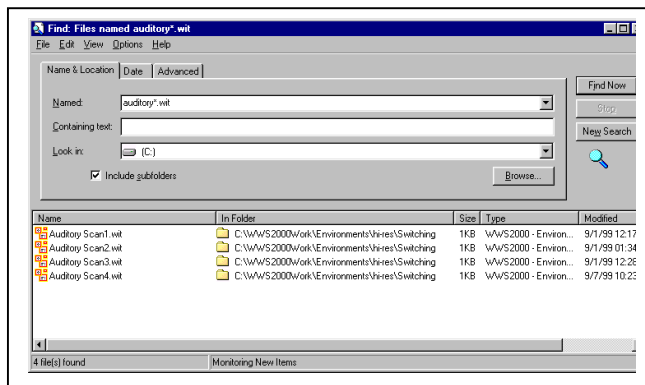 Find: Files named auditory*.wit
File Edit View Options Help
Name & Location Date Advanced
Named: auditory*.wit
Containing text:
Look in: (C:)
Include subfolders
Browse...
Find Now
Stop
New Search
Name In Folder Size Type Modified
Auditory Scan1.wit C:\WWS2000Work\Environments\hi-res\Switching 1KB WWS2000 - Environ... 9/1/99 12:17
Auditory Scan2.wit C:\WWS2000Work\Environments\hi-res\Switching 1KB WWS2000 - Environ... 9/1/99 01:34
Auditory Scan3.wit C:\WWS2000Work\Environments\hi-res\Switching 1KB WWS2000 - Environ... 9/1/99 12:26
Auditory Scan4.wit C:\WWS2000Work\Environments\hi-res\Switching 1KB WWS2000 - Environ... 9/7/99 10:23
4 file(s) found Monitoring New Items